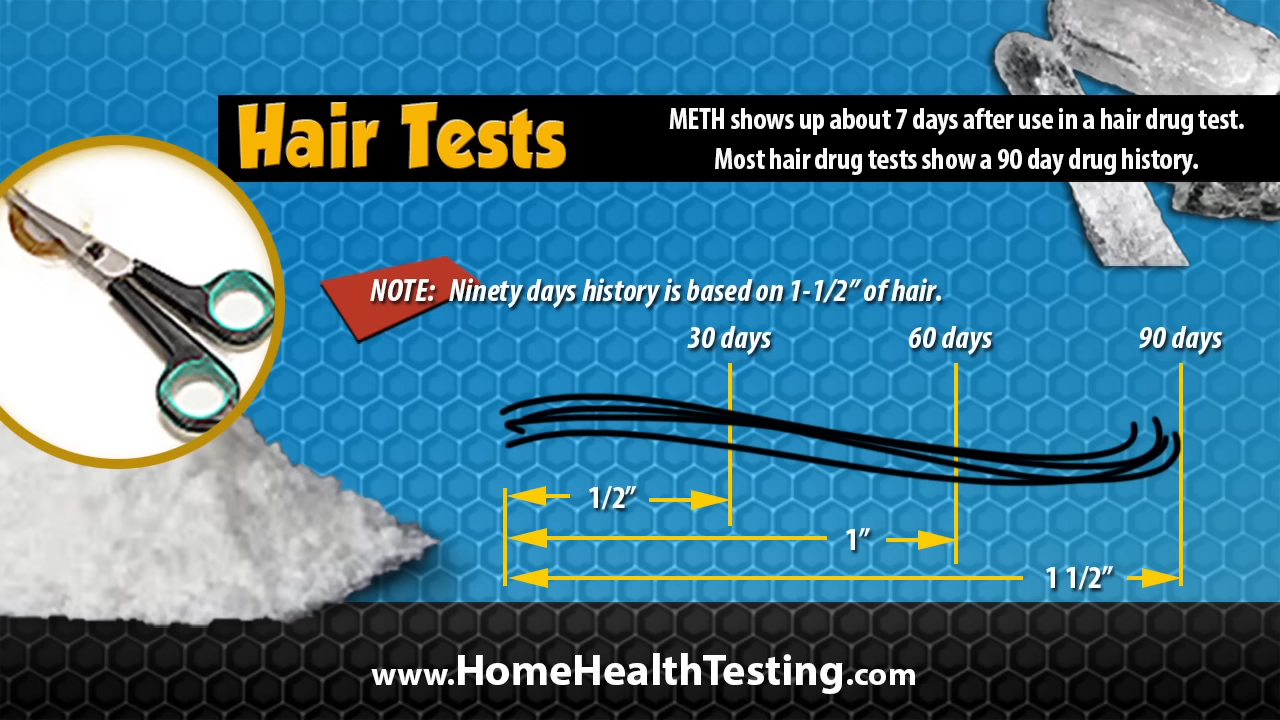 Hair Tests
METH shows up about 7 days after use in a hair drug test.
Most hair drug tests show a 90 day drug history.
NOTE: Ninety days history is based on 1-1/2” of hair.
30 days
60 days
90 days
1/2”
1”
1 1/2”
www.HomeHealthTesting.com